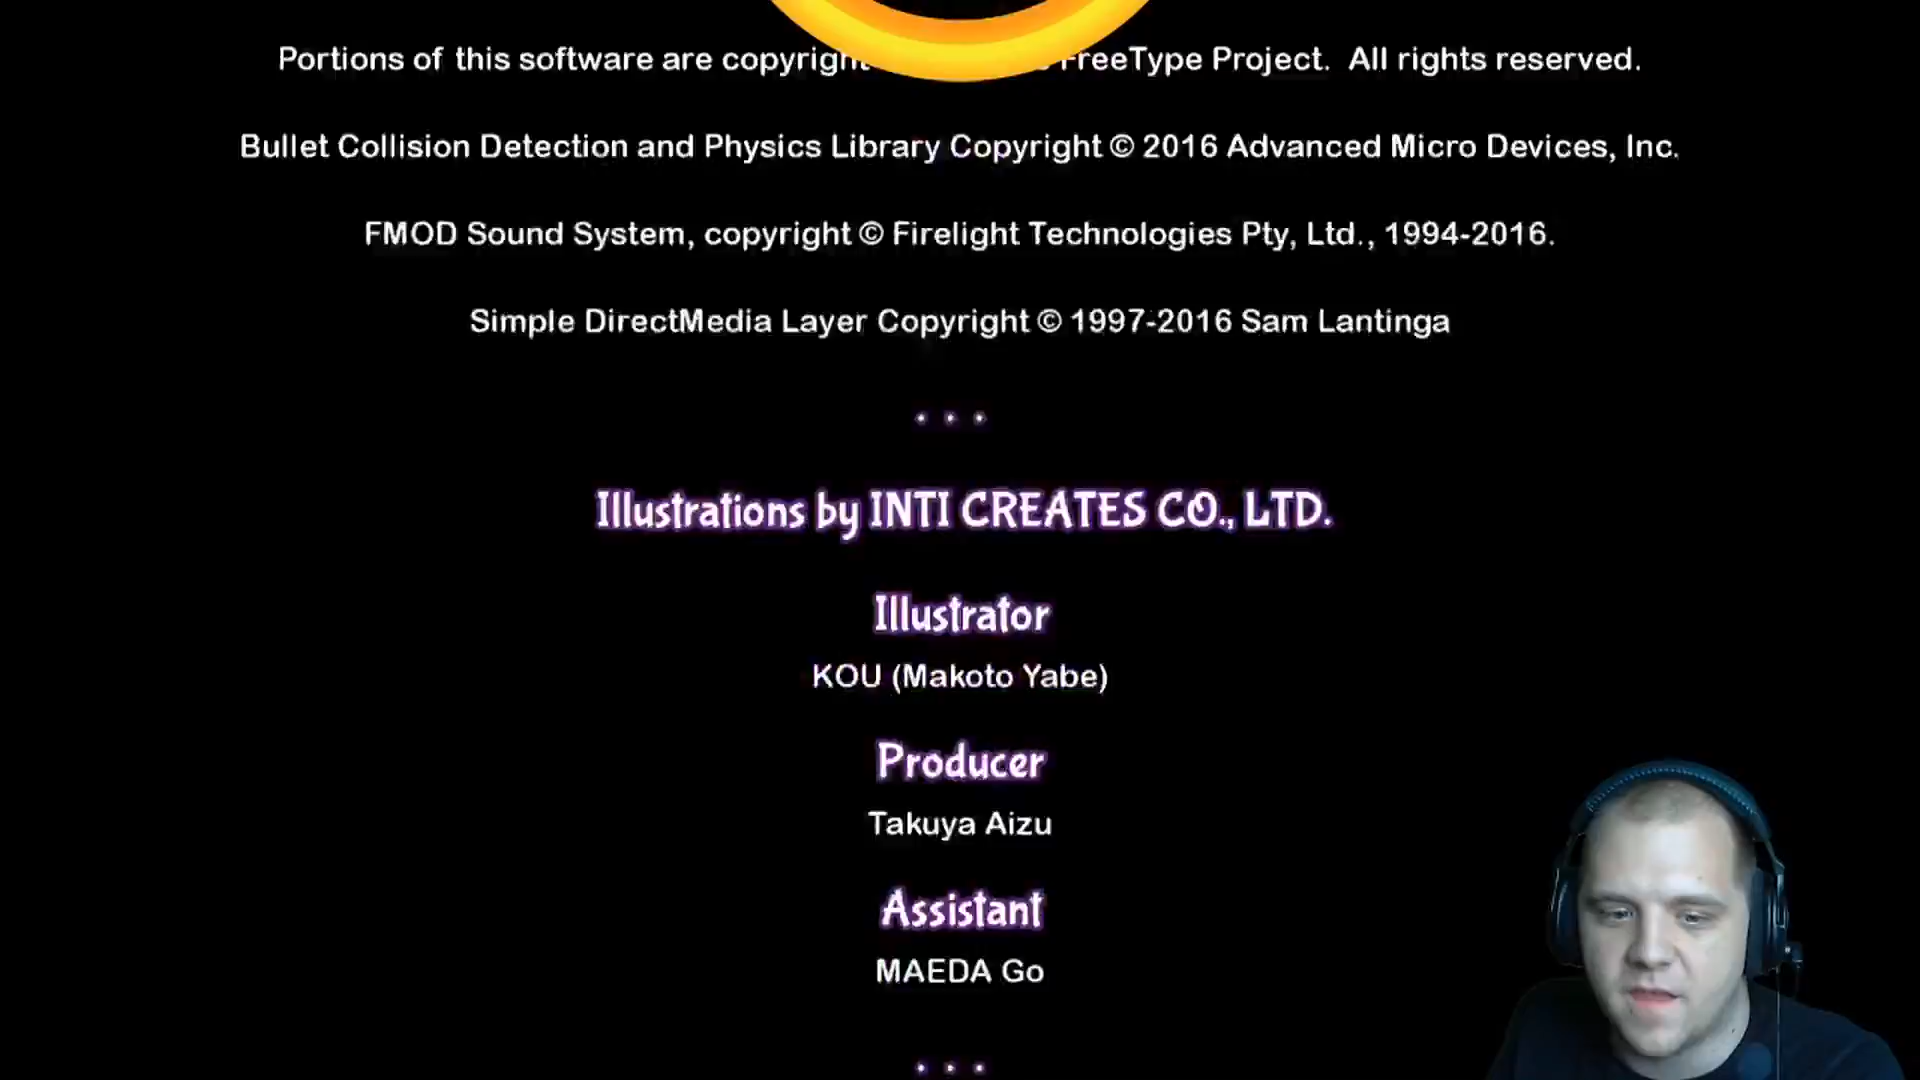 Portions of this software are copyright FreeType Project. All rights reserved.
Bullet Collision Detection and Physics Library Copyright © 2016 Advanced Micro Devices, Inc.
FMOD Sound System, copyright © Firelight Technologies Pty, Ltd., 1994-2016.
Simple DirectMedia Layer Copyright © 1997-2016 Sam Lantinga
...
Illustrations by INTI CREATES CO., LTD.
Illustrator
KOU (Makoto Yabe)
Producer
Takuya Aizu
Assistant
MAEDA Go
...